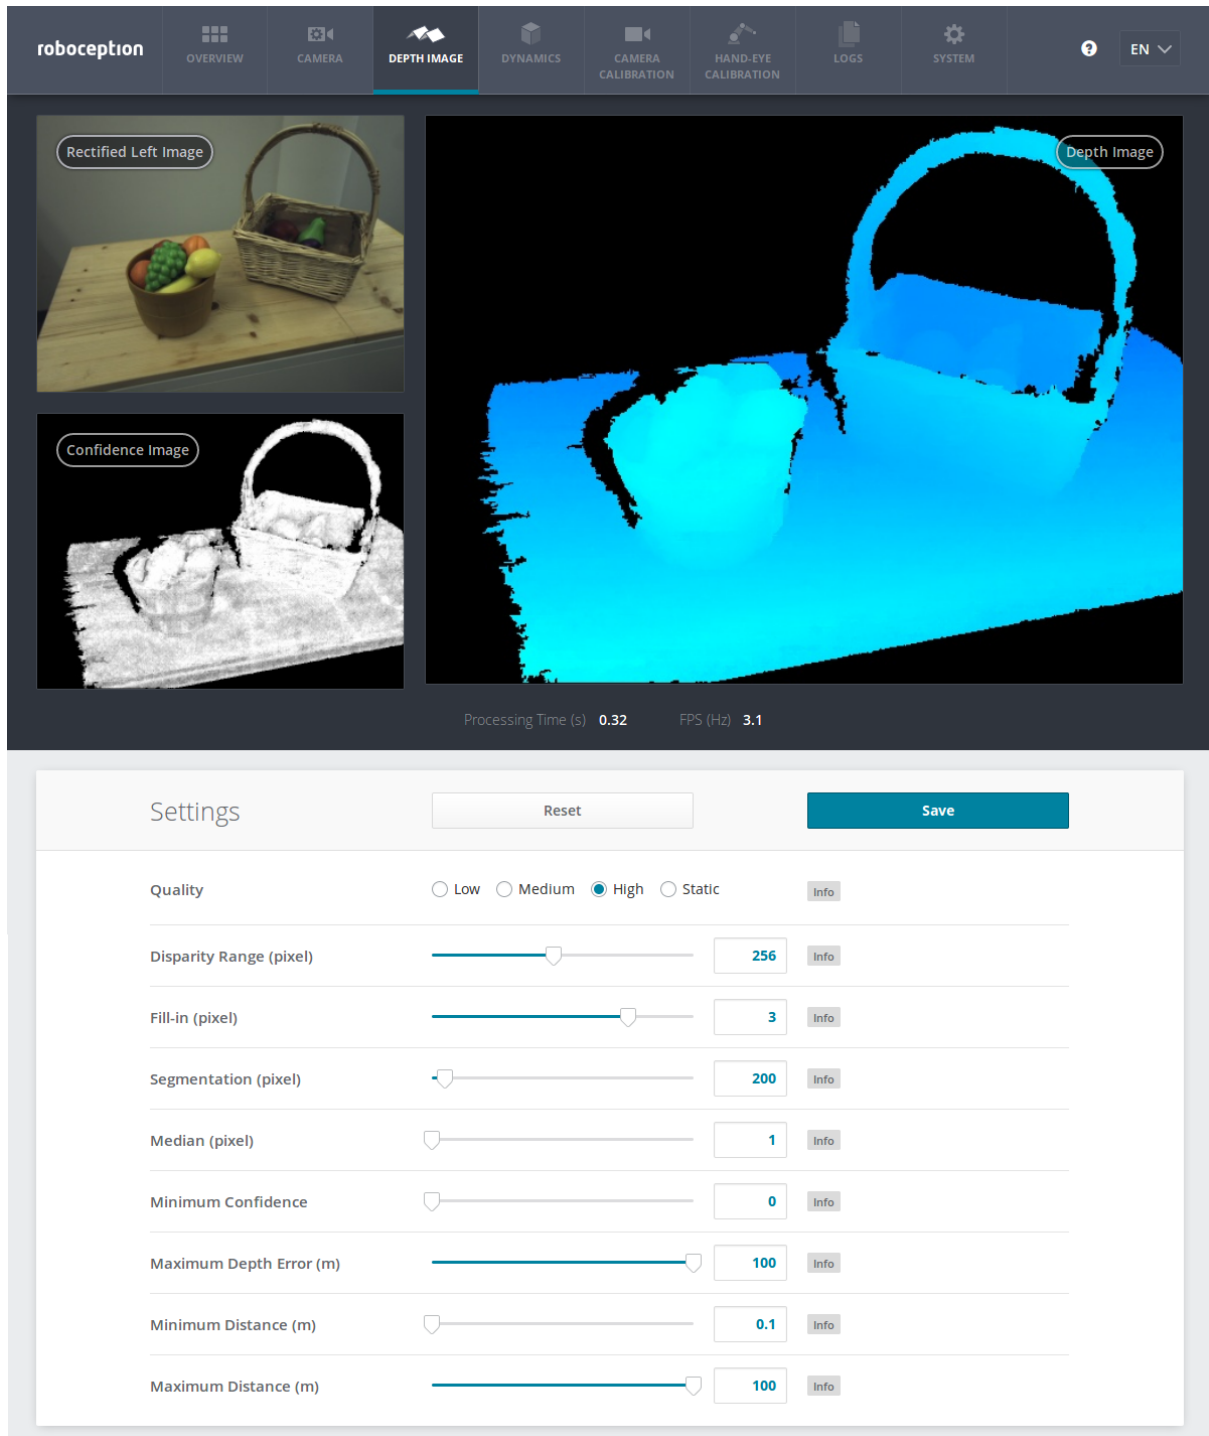 roboception
OVERVIEW
CAMERA
DEPTH IMAGE
DYNAMICS
CAMERA
CALIBRATION
HAND-EYE
CALIBRATION
LOGS
SYSTEM
?
EN
Rectified Left Image
Depth Image
Confidence Image
Processing Time (s) 0.32 FPS (Hz) 3.1
Settings Reset Save
Quality Low Medium High Static Info
Disparity Range (pixel) 256 Info
Fill-in (pixel) 3 Info
Segmentation (pixel) 200 Info
Median (pixel) 1 Info
Minimum Confidence 0 Info
Maximum Depth Error (m) 100 Info
Minimum Distance (m) 0.1 Info
Maximum Distance (m) 100 Info